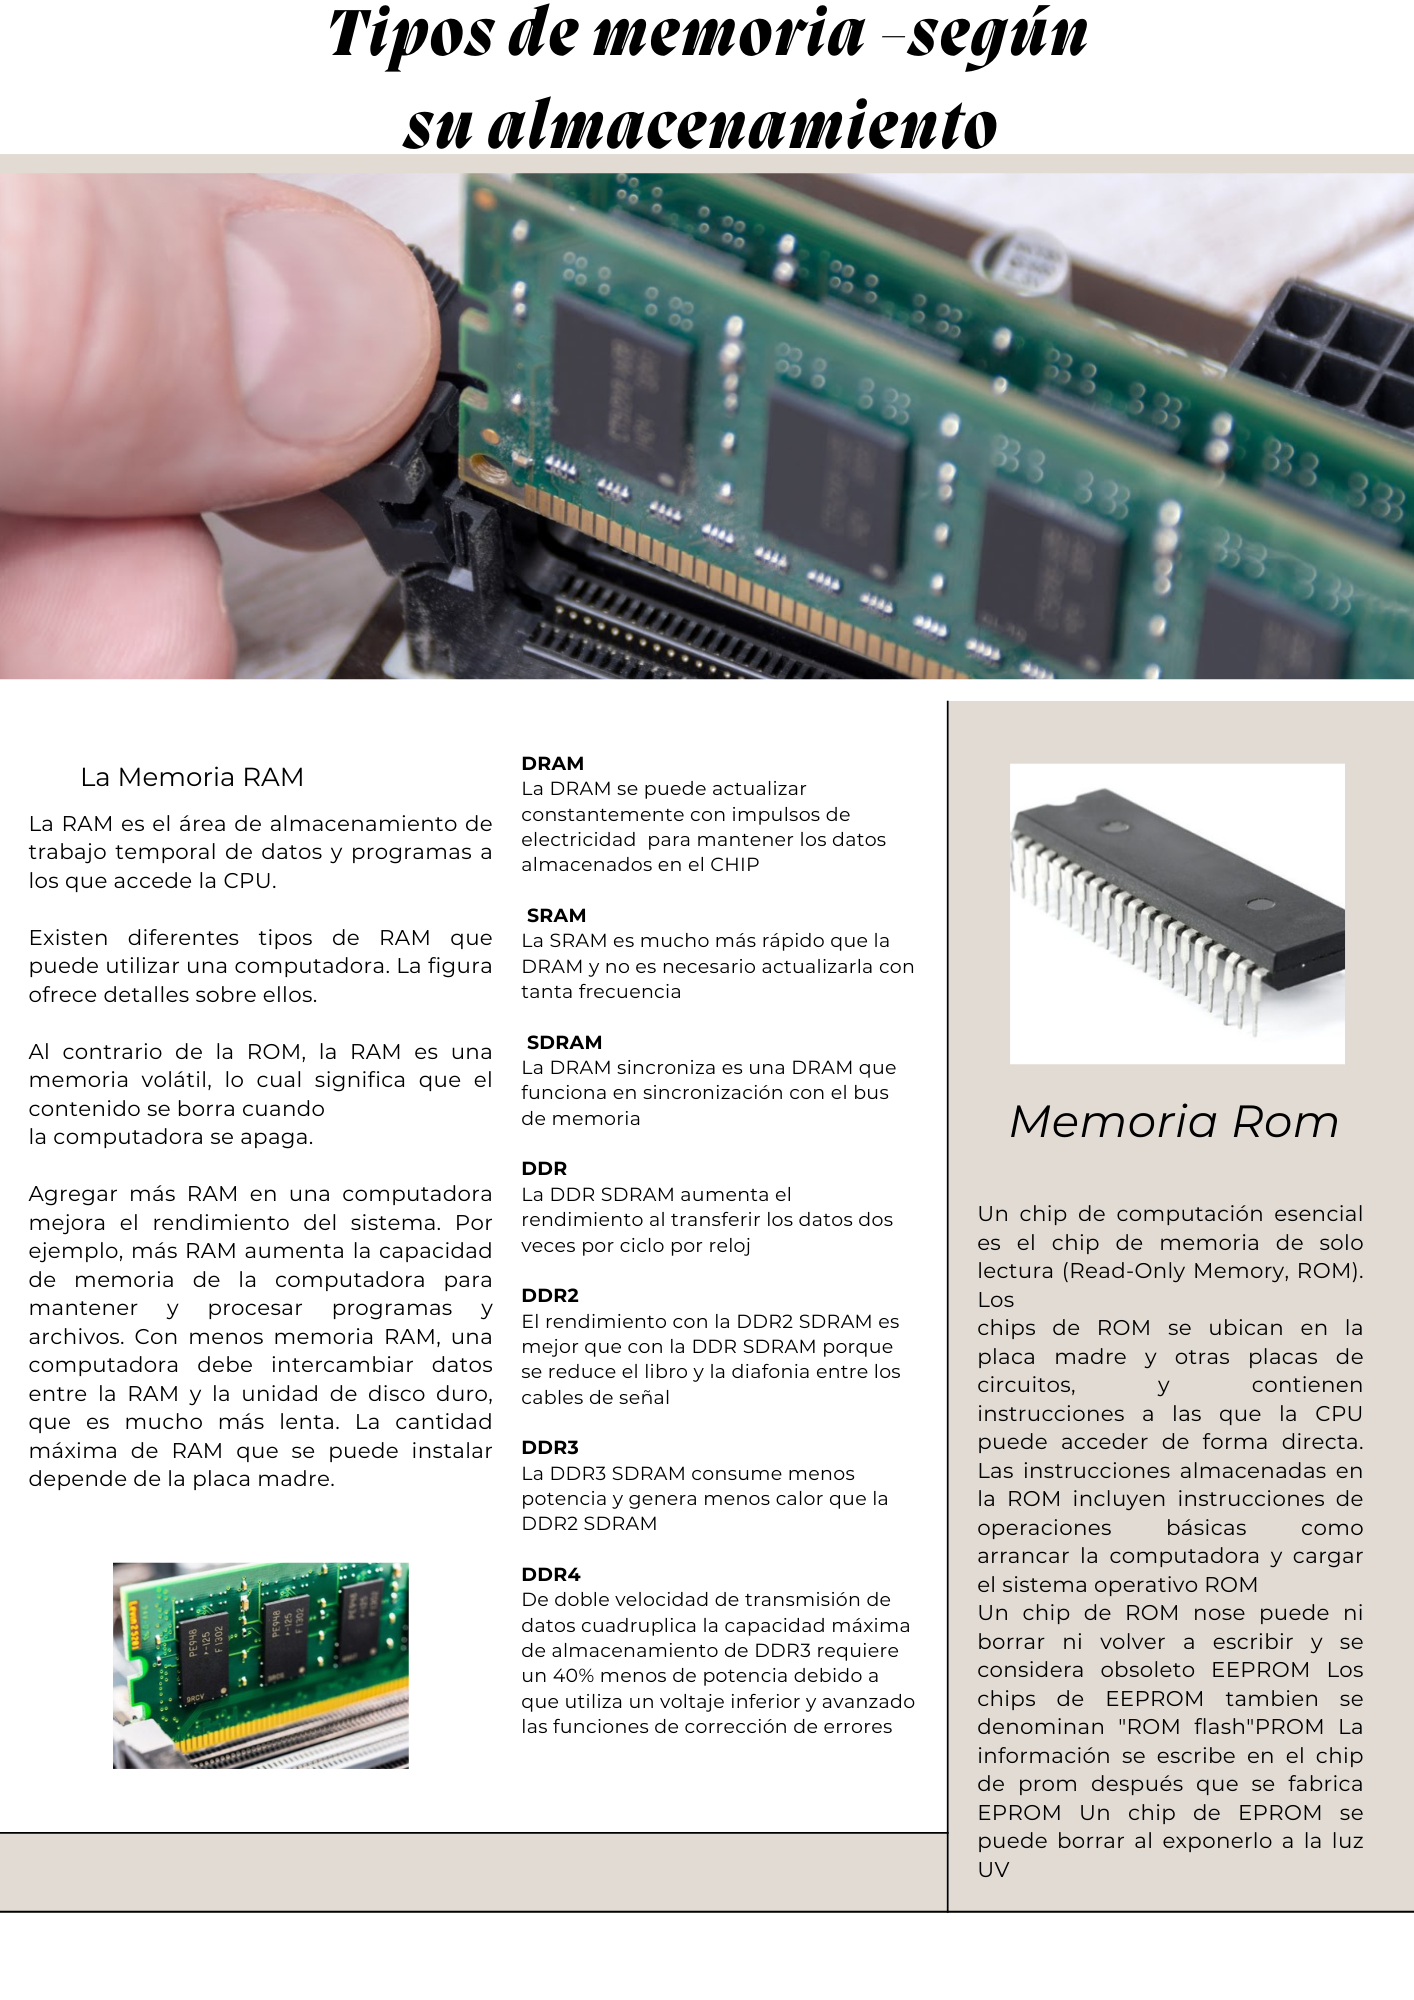 Tipos de memoria -según
su almacenamiento
La Memoria RAM
La RAM es el área de almacenamiento de
trabajo temporal de datos y programas a
los que accede la CPU.
Existen diferentes tipos de RAM que
puede utilizar una computadora. La figura
ofrece detalles sobre ellos.
Al contrario de la ROM, la RAM es una
memoria volátil, lo cual significa que el
contenido se borra cuando
la computadora se apaga.
Agregar más RAM en una computadora
mejora el rendimiento del sistema. Por
ejemplo, más RAM aumenta la capacidad
de memoria de la computadora para
mantener y procesar programas y
archivos. Con menos memoria RAM, una
computadora debe intercambiar datos
entre la RAM y la unidad de disco duro,
que es mucho más lenta. La cantidad
máxima de RAM que se puede instalar
depende de la placa madre.
PE948
-125
F1302
9RCV
PE948
-125
F1302
DRAM
La DRAM se puede actualizar
constantemente con impulsos de
electricidad para mantener los datos
almacenados en el CHIP
SRAM
La SRAM es mucho más rápido que la
DRAM y no es necesario actualizarla con
tanta frecuencia
SDRAM
La DRAM sincroniza es una DRAM que
funciona en sincronización con el bus
de memoria
DDR
La DDR SDRAM aumenta el
rendimiento al transferir los datos dos
veces por ciclo por reloj
DDR2
El rendimiento con la DDR2 SDRAM es
mejor que con la DDR SDRAM porque
se reduce el libro y la diafonia entre los
cables de señal
DDR3
La DDR3 SDRAM consume menos
potencia y genera menos calor que la
DDR2 SDRAM
DDR4
De doble velocidad de transmisión de
datos cuadruplica la capacidad máxima
de almacenamiento de DDR3 requiere
un 40% menos de potencia debido a
que utiliza un voltaje inferior y avanzado
las funciones de corrección de errores
Memoria Rom
Un chip de computación esencial
es el chip de memoria de solo
lectura (Read-Only Memory, ROM).
Los
chips de ROM se ubican en la
placa madre y otras placas de
circuitos, y contienen
instrucciones a las que la CPU
puede acceder de forma directa.
Las instrucciones almacenadas en
la ROM incluyen instrucciones de
operaciones básicas como
arrancar la computadora y cargar
el sistema operativo ROM
Un chip de ROM nose puede ni
borrar ni volver a escribir y se
considera obsoleto EEPROM Los
chips de EEPROM tambien se
denominan "ROM flash"PROM La
información se escribe en el chip
de prom después que se fabrica
EPROM Un chip de EPROM se
puede borrar al exponerlo a la luz
UV